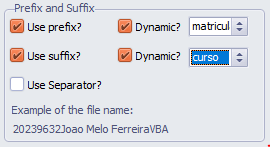 Prefix and Suffix
Use prefix? Dynamic? matricul
Use suffix? Dynamic? curso
Use Separator?
Example of the file name:
20239632Joao Melo FerreiraVBA